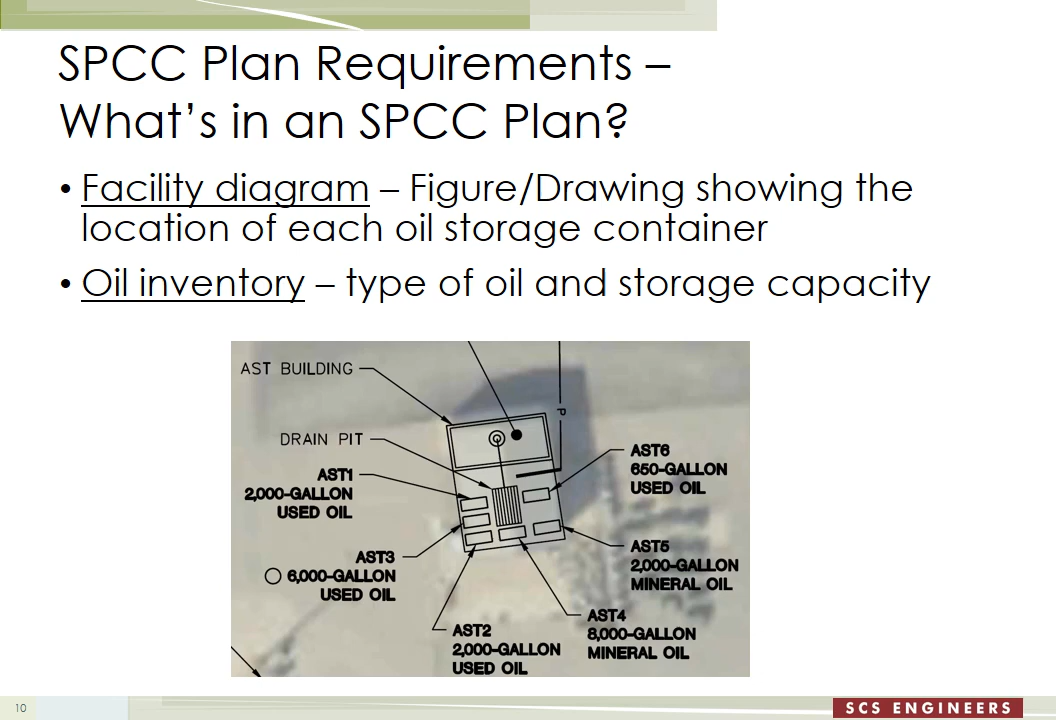 SPCC Plan Requirements –
What's in an SPCC Plan?
• Facility diagram – Figure/Drawing showing the
location of each oil storage container
• Oil inventory – type of oil and storage capacity
AST BUILDING
P
DRAIN PIT
AST1
2,000-GALLON
USED OIL
AST6
650-GALLON
USED OIL
AST3
6,000-GALLON
USED OIL
AST5
2,000-GALLON
MINERAL OIL
AST2
2,000-GALLON
USED OIL
AST4
8,000-GALLON
MINERAL OIL
10
SCS ENGINEERS